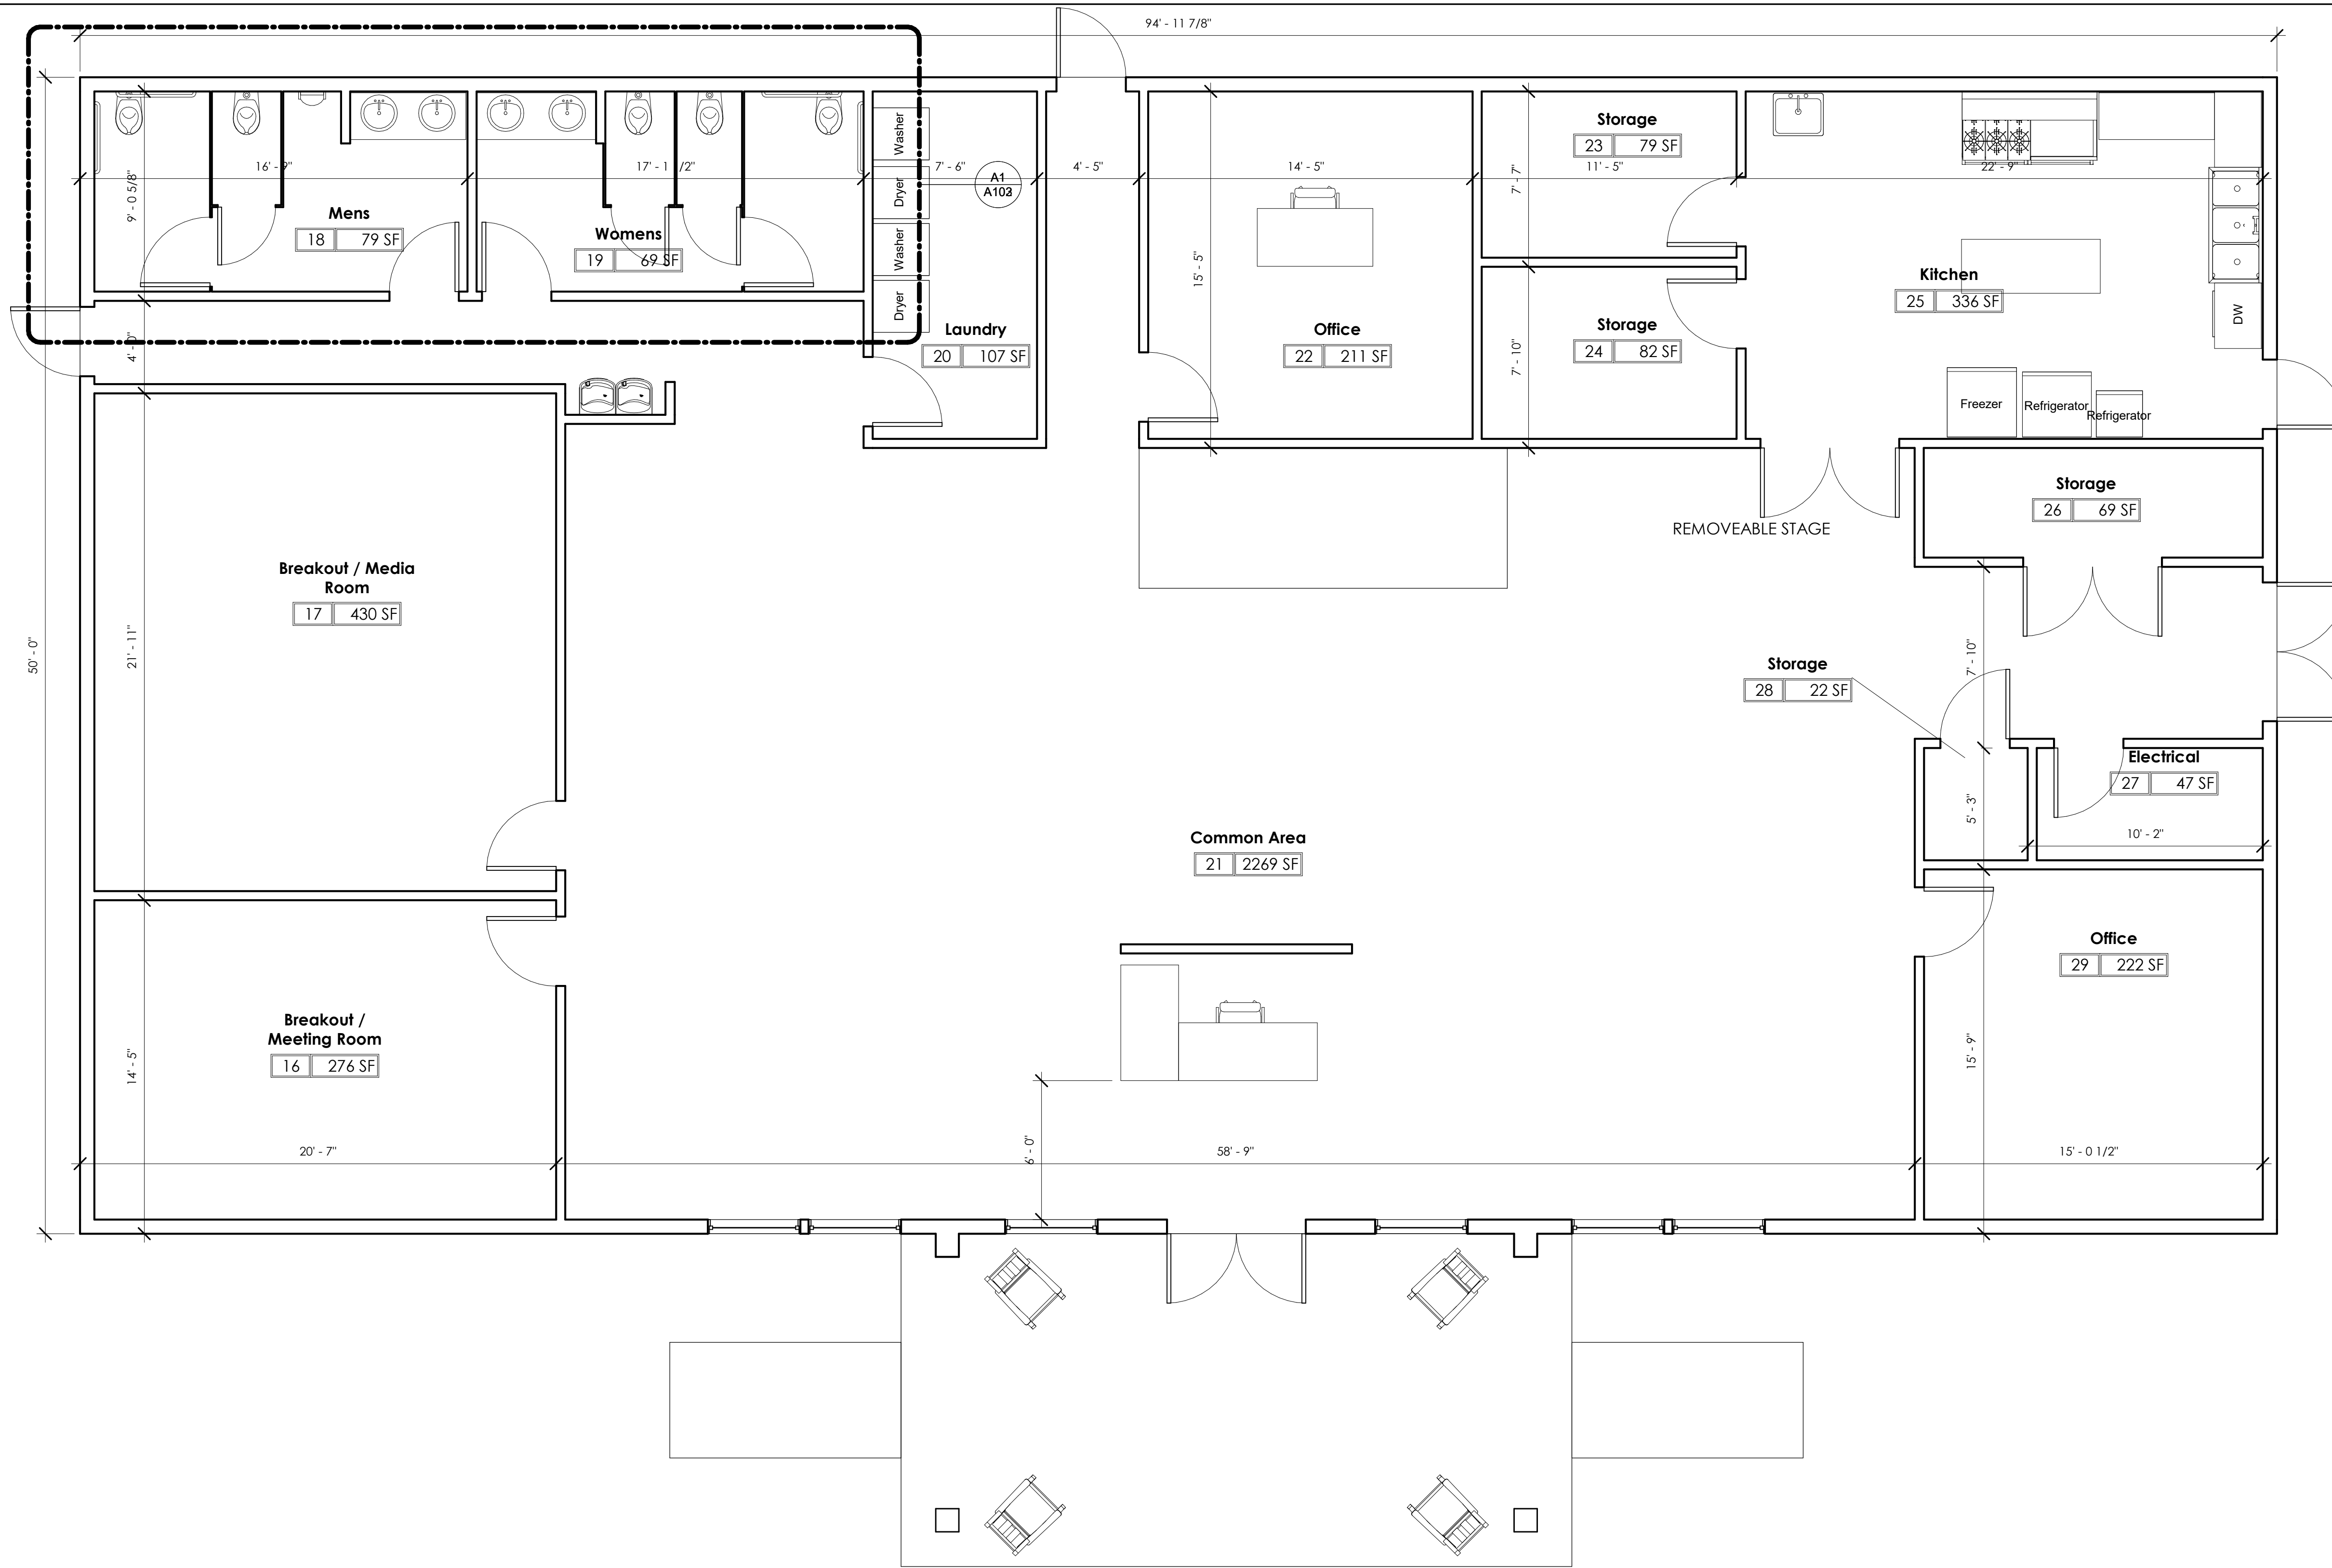 94' - 11 7/8"
16' - 9"
17' - 1 /2"
7' - 6"
4' - 5"
14' - 5"
11' - 5"
22' - 9"
9' - 0 5/8"
Mens
18 79 SF
Womens
19 69 SF
Washer
Dryer
Washer
Dryer
A1
Laundry
20 107 SF
15' - 5"
Office
22 211 SF
7' - 7"
Storage
23 79 SF
7' - 10"
Storage
24 82 SF
Kitchen
25 336 SF
DW
Freezer
Refrigerator
Refrigerator
4' - 0"
50' - 0"
Breakout / Media
Room
17 430 SF
21' - 11"
REMOVEABLE STAGE
Storage
26 69 SF
7' - 10"
Storage
28 22 SF
Electrical
27 47 SF
5' - 3"
10' - 2"
Common Area
21 2269 SF
Office
29 222 SF
15' - 9"
Breakout /
Meeting Room
16 276 SF
14' - 5"
6' - 0"
20' - 7"
58' - 9"
15' - 0 1/2"